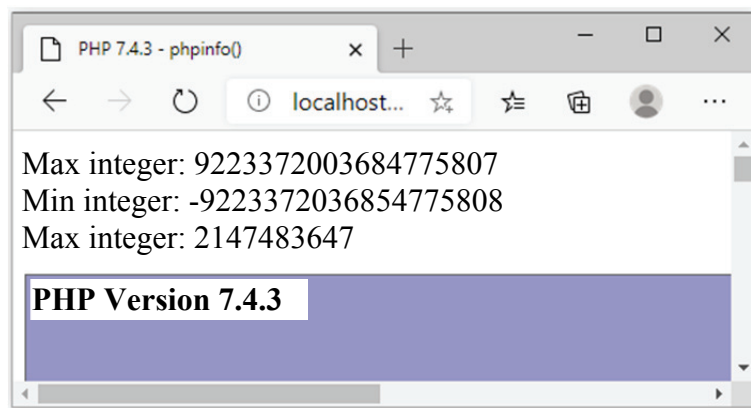 PHP 7.4.3 - phpinfo()
localhost...
Max integer: 9223372003684775807
Min integer: -9223372036854775808
Max integer: 2147483647
PHP Version 7.4.3